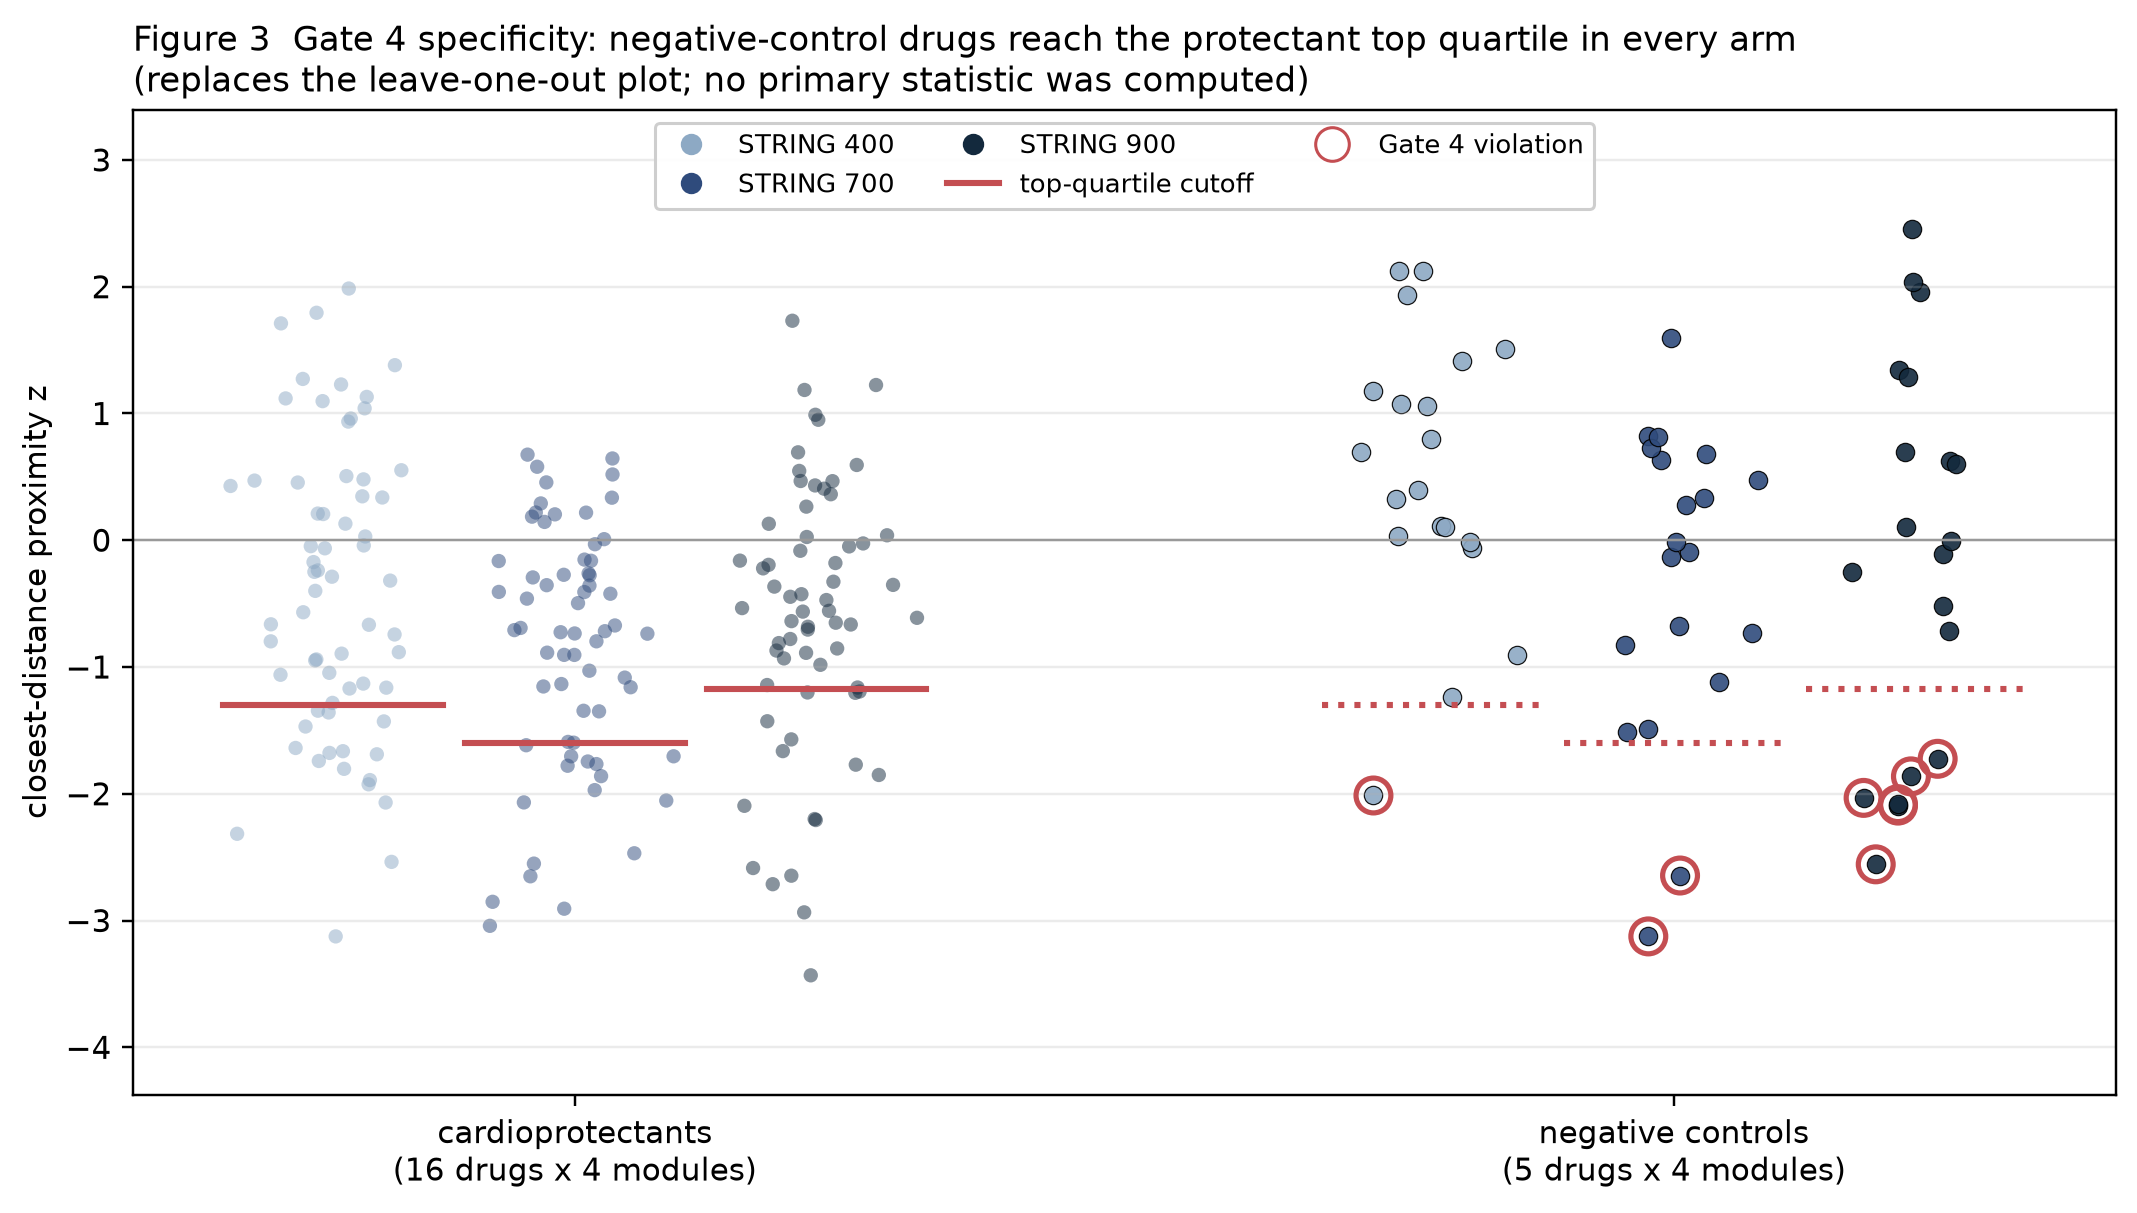 Figure 3  Gate 4 specificity: negative-control drugs reach the protectant top quartile in every arm
(replaces the leave-one-out plot; no primary statistic was computed)
STRING 400
STRING 700
STRING 900
top-quartile cutoff
Gate 4 violation
closest-distance proximity z
3
2
1
0
−1
−2
−3
−4
cardioprotectants
(16 drugs x 4 modules)
negative controls
(5 drugs x 4 modules)